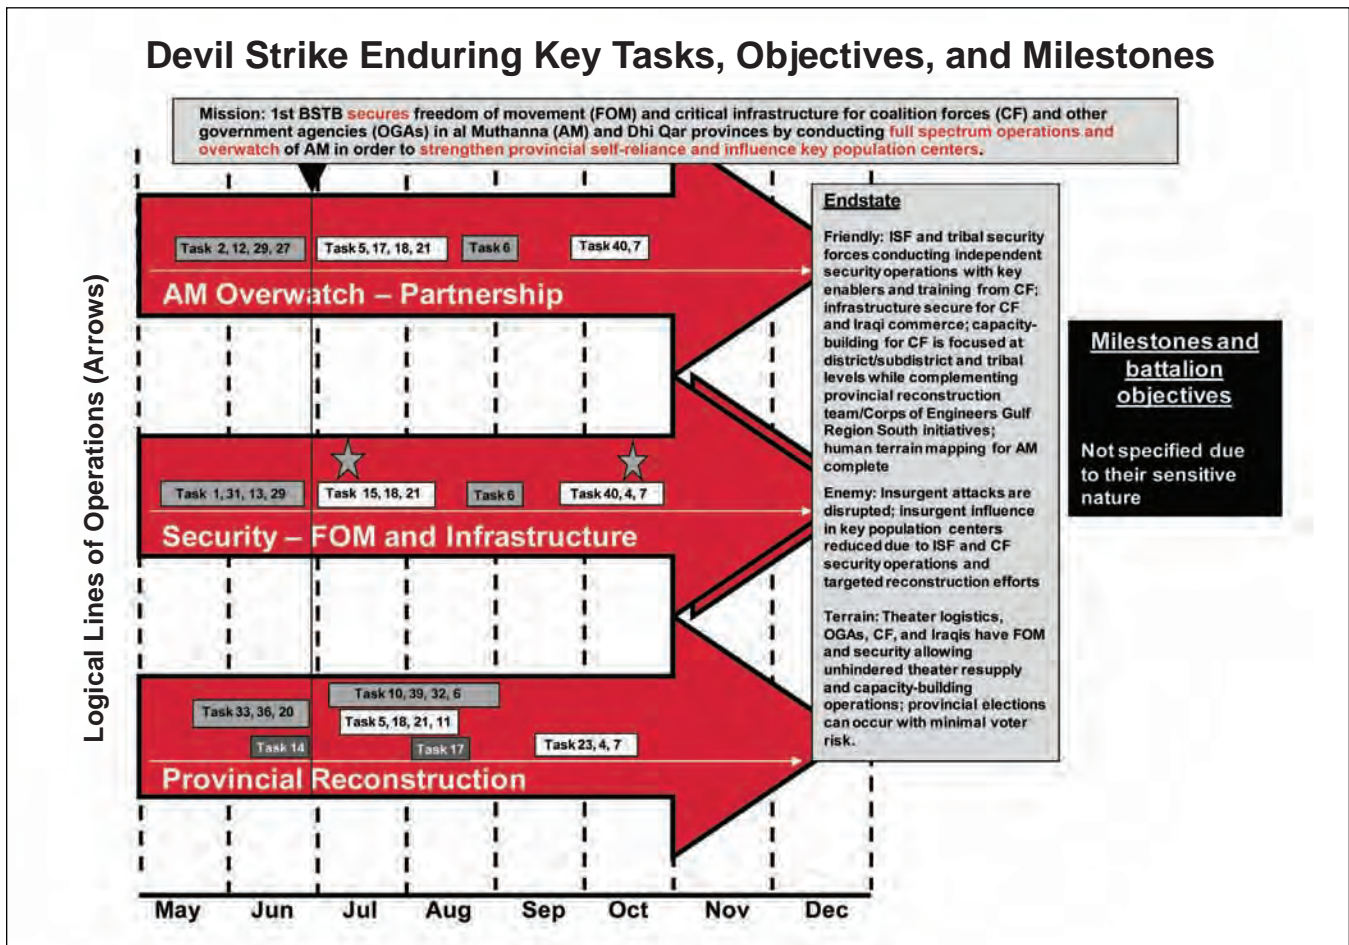 Devil Strike Enduring Key Tasks, Objectives, and Milestones
Mission: 1st BSTB secures freedom of movement (FOM) and critical infrastructure for coalition forces (CF) and other
government agencies (OGAs) in al Muthanna (AM) and Dhi Qar provinces by conducting full spectrum operations and
overwatch of AM in order to strengthen provincial self-reliance and influence key population centers.
Logical Lines of Operations (Arrows)
Task 2, 12, 29, 27
Task 5, 17, 18, 21
Task 6
Task 40, 7
AM Overwatch – Partnership
Task 1, 31, 13, 29
Task 15, 18, 21
Task 6
Task 40, 4, 7
Security – FOM and Infrastructure
Task 10, 39, 32, 6
Task 33, 36, 20
Task 5, 18, 21, 11
Task 14
Task 17
Task 23, 4, 7
Provincial Reconstruction
Endstate
Friendly: ISF and tribal security
forces conducting independent
security operations with key
enablers and training from CF;
infrastructure secure for CF
and Iraqi commerce; capacity-
building for CF is focused at
district/subdistrict and tribal
levels while complementing
provincial reconstruction
team/Corps of Engineers Gulf
Region South initiatives;
human terrain mapping for AM
complete
Enemy: Insurgent attacks are
disrupted; insurgent influence
in key population centers
reduced due to ISF and CF
security operations and
targeted reconstruction efforts
Terrain: Theater logistics,
OGAs, CF, and Iraqis have FOM
and security allowing
unhindered theater resupply
and capacity-building
operations; provincial elections
can occur with minimal voter
risk.
Milestones and
battalion
objectives
Not specified due
to their sensitive
nature
May Jun Jul Aug Sep Oct Nov Dec